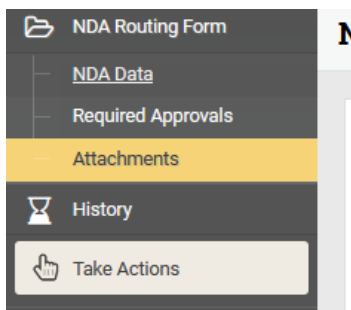 NDA Routing Form
NDA Data
Required Approvals
Attachments
History
Take Actions